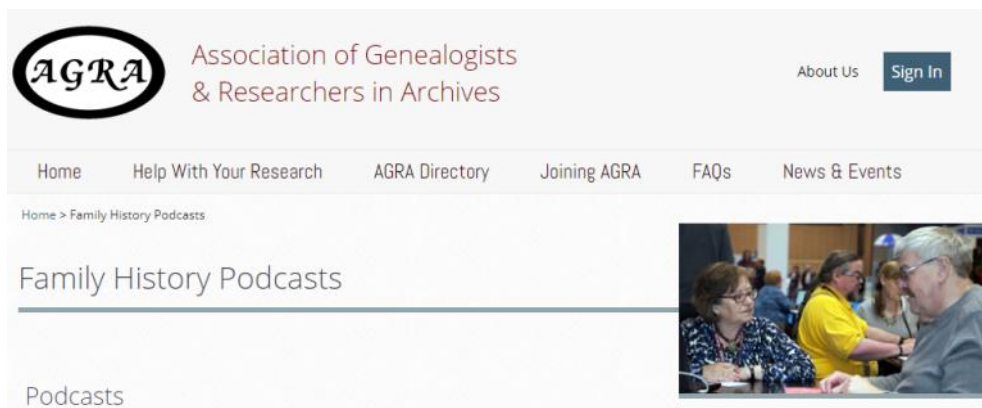 AGRA
Association of Genealogists
& Researchers in Archives
About Us
Sign In
Home
Help With Your Research
AGRA Directory
Joining AGRA
FAQs
News & Events
Home > Family History Podcasts
Family History Podcasts
Podcasts